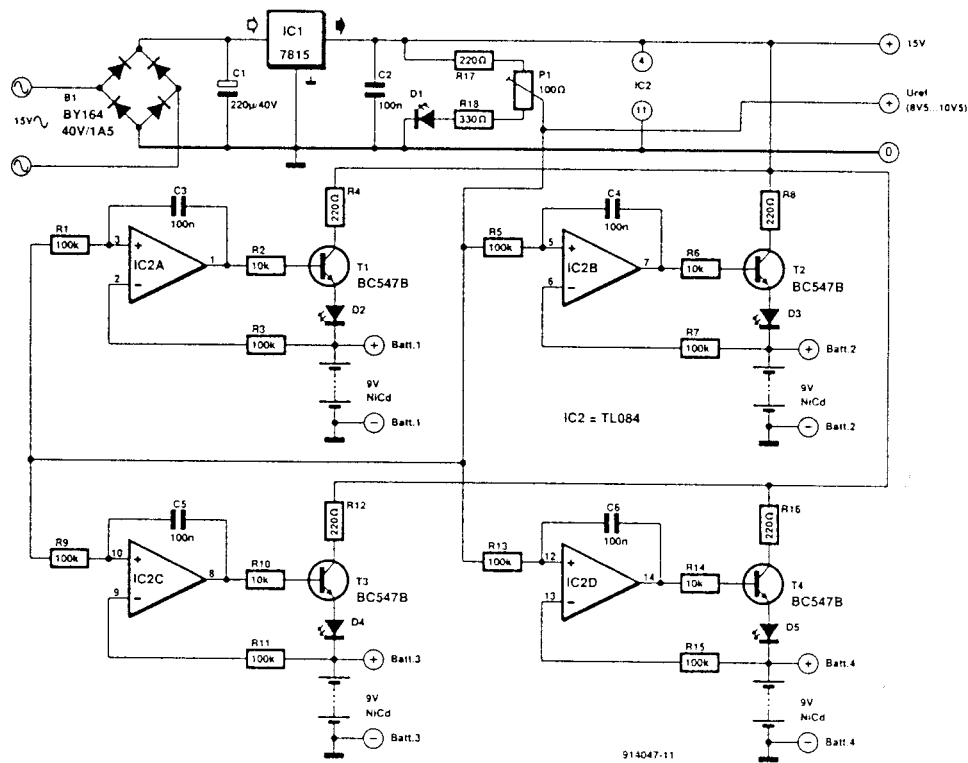 IC1
7815
C1
220µ/40V
C2
100n
220Ω
R17
P1
100Ω
D1
R18
330Ω
4
IC2
11
+ 15V
+ Uref
(8V5...10V5)
0
15V
B1
BY164
40V/1A5
R4
220Ω
C3
100n
R1
100k
3
+
IC2A
1
2
−
R2
10k
T1
BC547B
D2
R3
100k
+ Batt.1
9V
NiCd
− Batt.1
R8
220Ω
C4
100n
R5
100k
5
+
IC2B
7
6
−
R6
10k
T2
BC547B
D3
R7
100k
+ Batt.2
9V
NiCd
− Batt.2
IC2 = TL084
R12
220Ω
C5
100n
R9
100k
10
+
IC2C
8
9
−
R10
10k
T3
BC547B
D4
R11
100k
+ Batt.3
9V
NiCd
− Batt.3
R16
220Ω
C6
100n
R13
100k
12
+
IC2D
14
13
−
R14
10k
T4
BC547B
D5
R15
100k
+ Batt.4
9V
NiCd
− Batt.4
914047-11